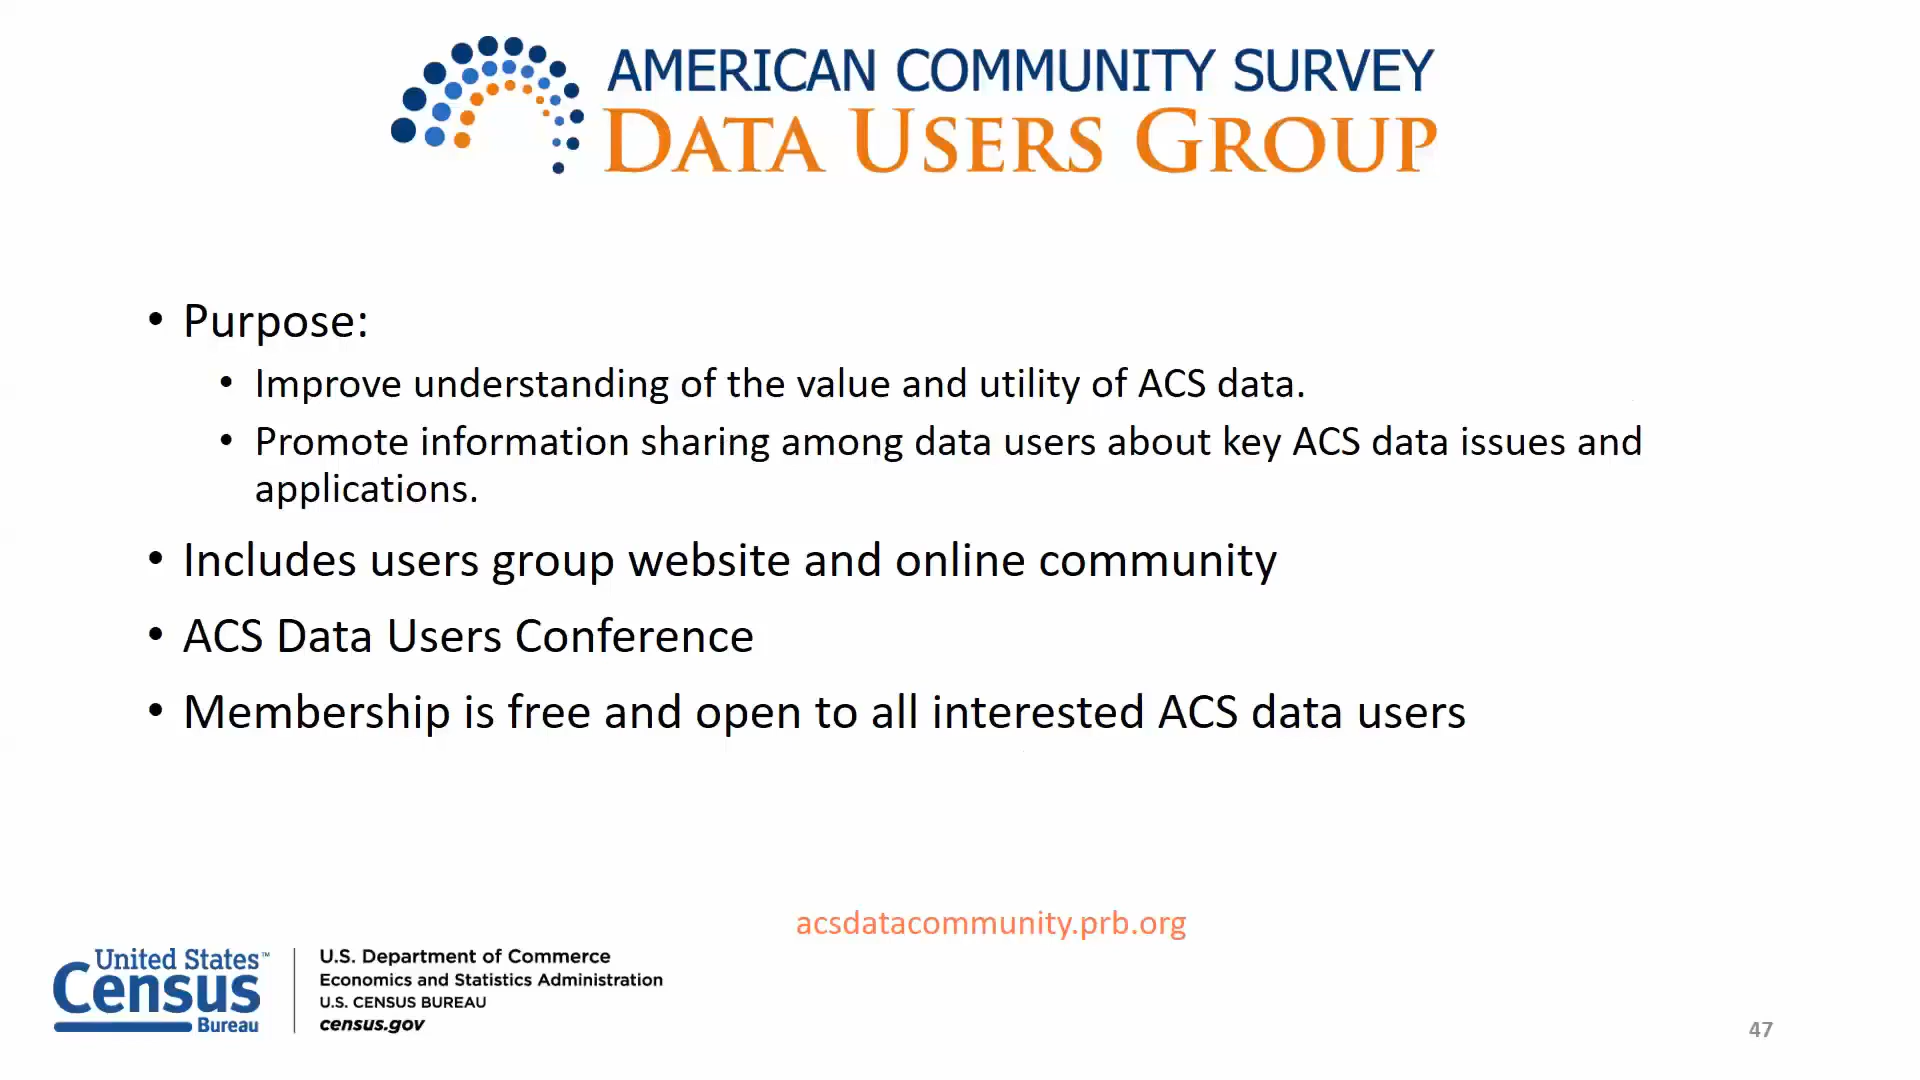 AMERICAN COMMUNITY SURVEY
DATA USERS GROUP
• Purpose:
• Improve understanding of the value and utility of ACS data.
• Promote information sharing among data users about key ACS data issues and
applications.
• Includes users group website and online community
• ACS Data Users Conference
• Membership is free and open to all interested ACS data users
acsdatacommunity.prb.org
United States™
Census
Bureau
U.S. Department of Commerce
Economics and Statistics Administration
U.S. CENSUS BUREAU
census.gov
47